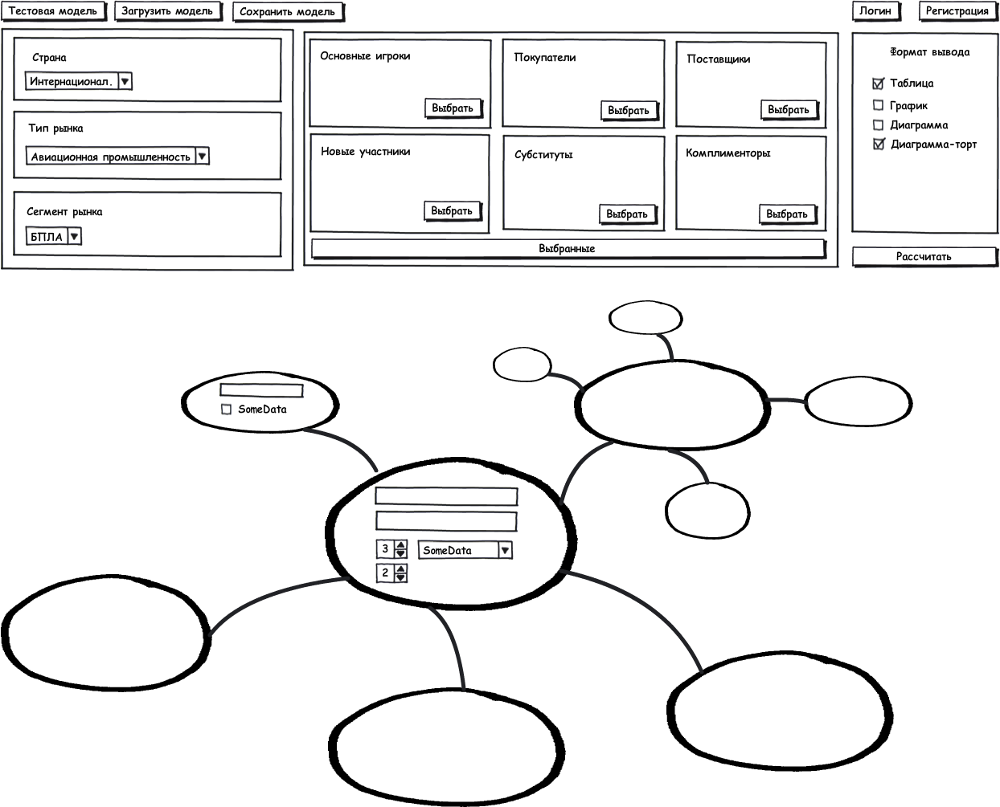 Тестовая модель
Загрузить модель
Сохранить модель
Логин
Регистрация
Страна
Интернационал.
Тип рынка
Авиационная промышленность
Сегмент рынка
БПЛА
Основные игроки
Выбрать
Покупатели
Выбрать
Поставщики
Выбрать
Новые участники
Выбрать
Субституты
Выбрать
Комплименторы
Выбрать
Выбранные
Формат вывода
Таблица
График
Диаграмма
Диаграмма-торт
Рассчитать
SomeData
3
SomeData
2